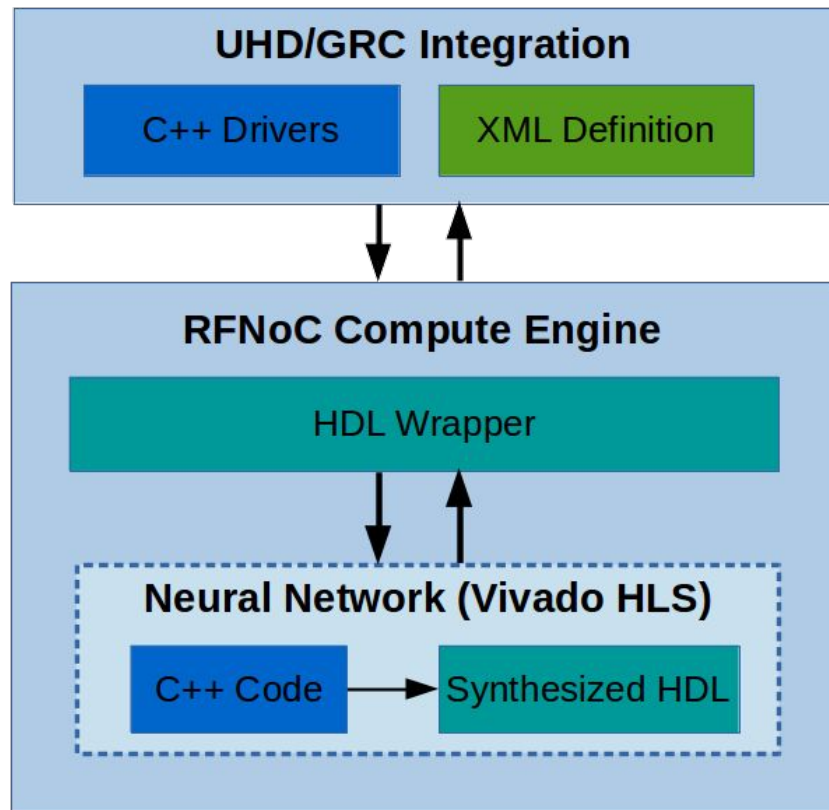 UHD/GRC Integration
C++ Drivers
XML Definition
RFNoC Compute Engine
HDL Wrapper
Neural Network (Vivado HLS)
C++ Code
Synthesized HDL